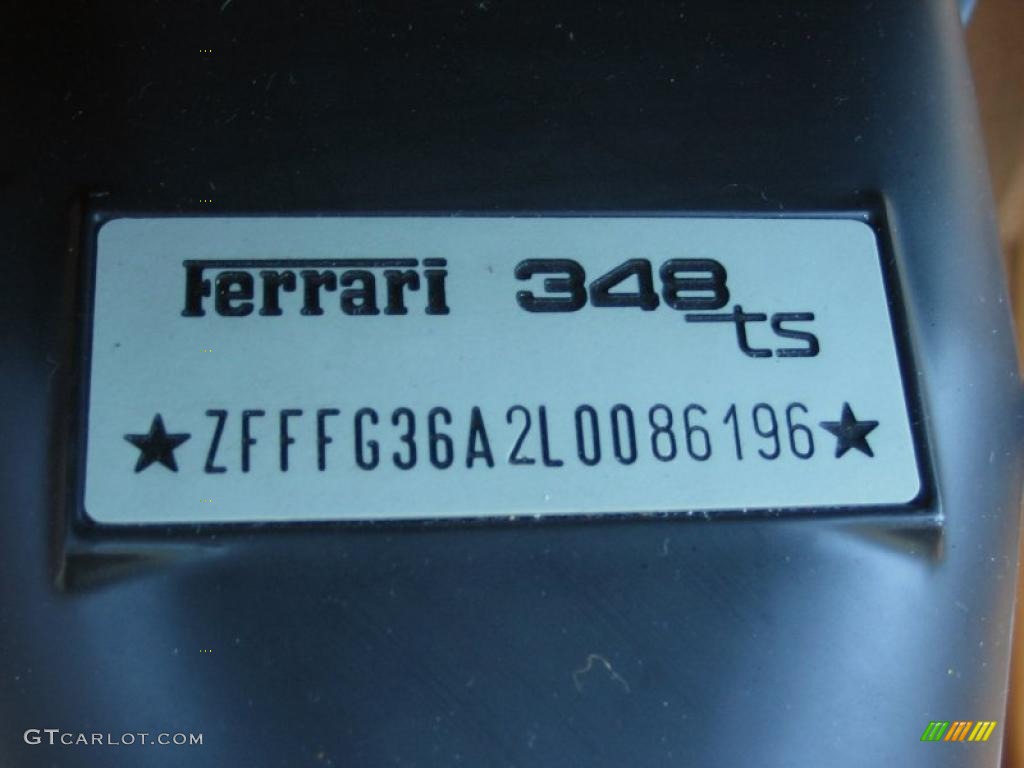 Ferrari 348 ts
★ZFFFG36A2L0086196★
GTCARLOT.COM